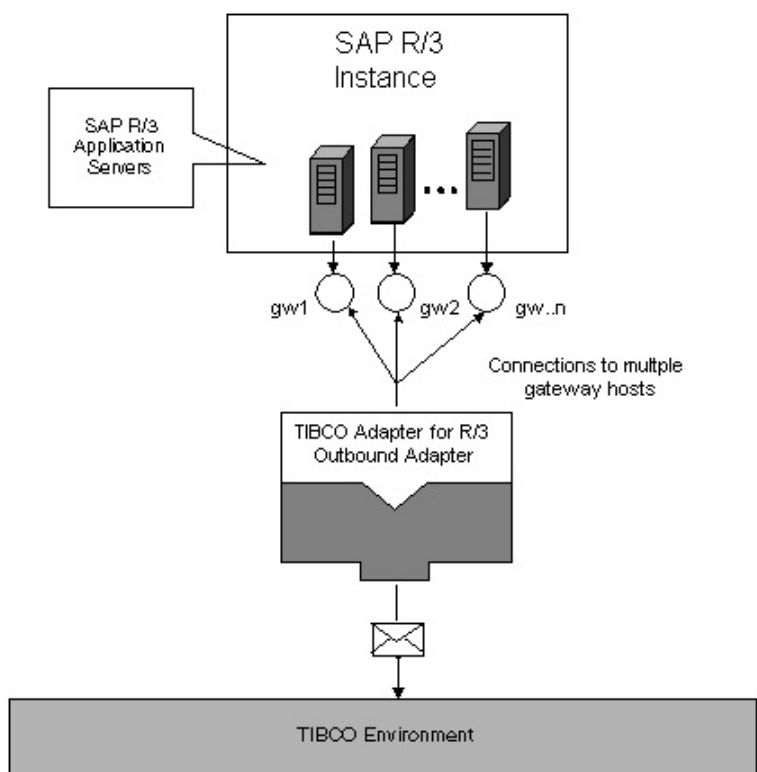 SAP R/3
Instance
SAP R/3
Application
Servers
...
gw1
gw2
gw..n
Connections to multple
gateway hosts
TIBCO Adapter for R/3
Outbound Adapter
TIBCO Environment